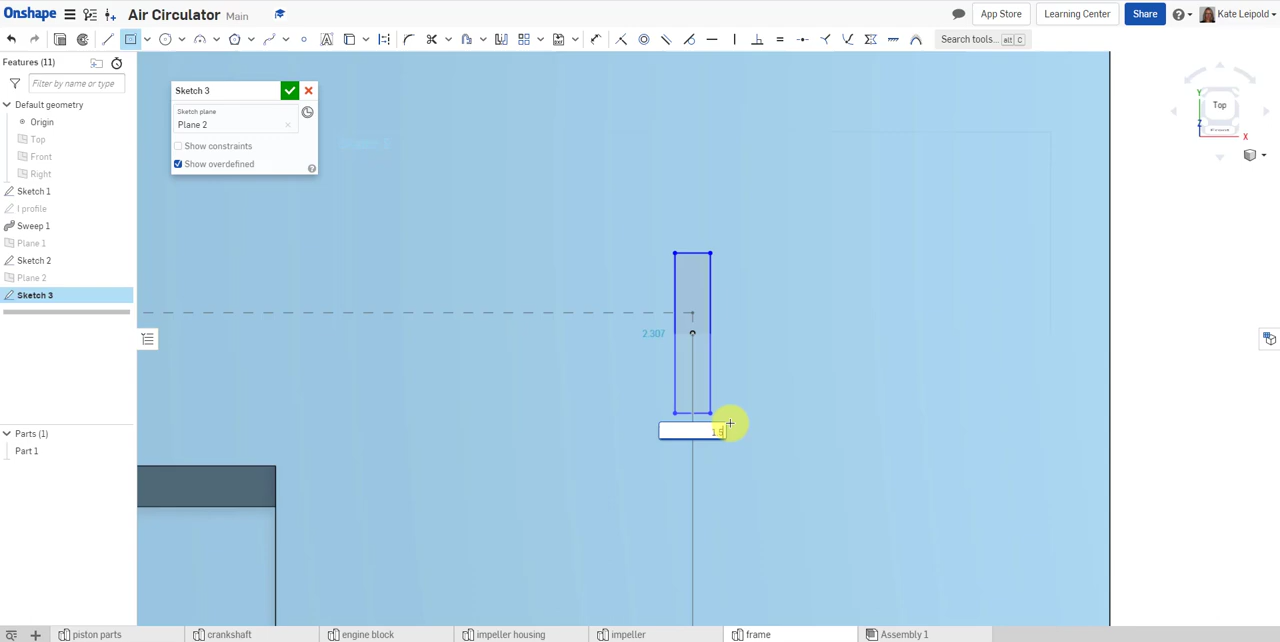 Onshape Air Circulator Main App Store Learning Center Share Kate Leipold
Search tools... alt C
Features (11)
Filter by name or type
Default geometry
Origin
Top
Front
Right
Sketch 1
I profile
Sweep 1
Plane 1
Sketch 2
Plane 2
Sketch 3
Sketch 3
Sketch plane
Plane 2
Show constraints
Show overdefined
Y
Top
Z
X
2.307
1.5
Parts (1)
Part 1
piston parts crankshaft engine block impeller housing impeller frame Assembly 1